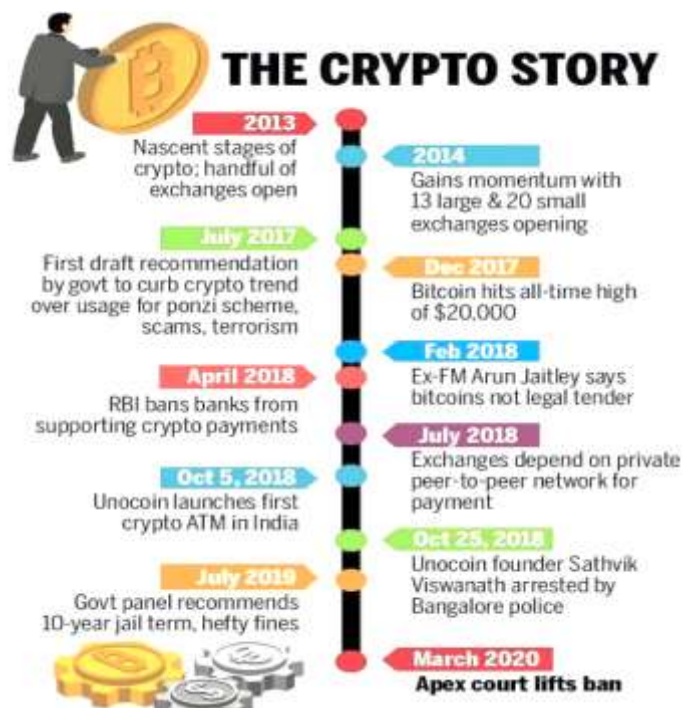 THE CRYPTO STORY
2013
Nascent stages of
crypto; handful of
exchanges open
2014
Gains momentum with
13 large & 20 small
exchanges opening
July 2017
First draft recommendation
by govt to curb crypto trend
over usage for ponzi scheme,
scams, terrorism
Dec 2017
Bitcoin hits all-time high
of $20,000
Feb 2018
Ex-FM Arun Jaitley says
bitcoins not legal tender
April 2018
RBI bans banks from
supporting crypto payments
July 2018
Exchanges depend on private
peer-to-peer network for
payment
Oct 5, 2018
Unocoin launches first
crypto ATM in India
Oct 25, 2018
Unocoin founder Sathvik
Viswanath arrested by
Bangalore police
July 2019
Govt panel recommends
10-year jail term, hefty fines
March 2020
Apex court lifts ban